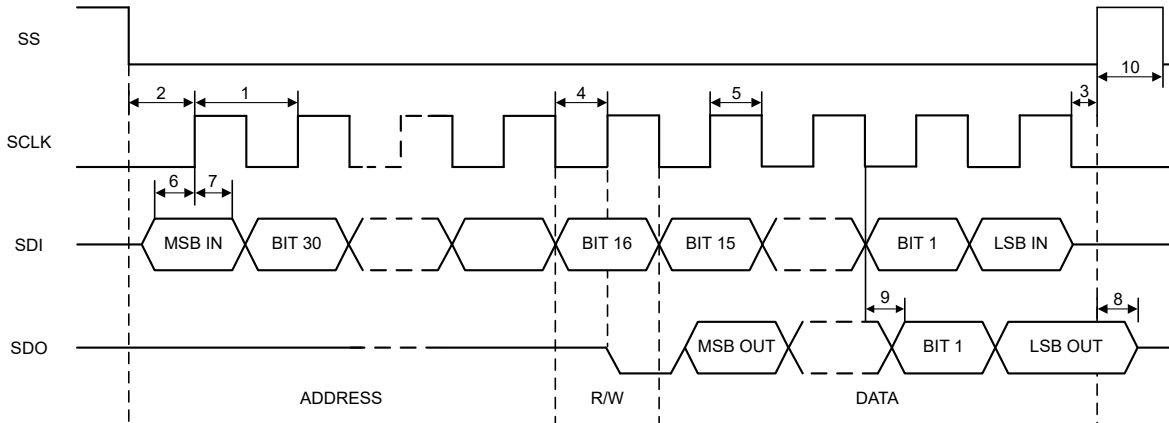 SS
10
2
1
4
5
3
SCLK
6
7
SDI
MSB IN
BIT 30
BIT 16
BIT 15
BIT 1
LSB IN
9
8
SDO
MSB OUT
BIT 1
LSB OUT
ADDRESS
R/W
DATA